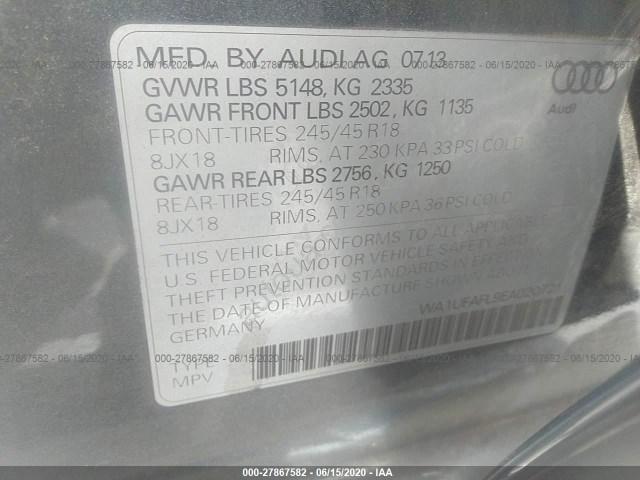 MFD. BY AUDI AG 07.13
GVWR LBS 5148, KG 2335
GAWR FRONT LBS 2502, KG 1135
FRONT-TIRES 245/45 R18
8JX18 RIMS, AT 230 KPA 33 PSI COLD
GAWR REAR LBS 2756, KG 1250
REAR-TIRES 245/45 R18
8JX18 RIMS, AT 250 KPA 36 PSI COLD
THIS VEHICLE CONFORMS TO ALL APPLICABLE
U.S. FEDERAL MOTOR VEHICLE SAFETY AND
THEFT PREVENTION STANDARDS IN EFFECT
MANUFACTURE SHOWN ABOVE
GERMANY
WA1UFAFL9EA020721
TYPE
MPV
Audi
000-27867582 - 06/15/2020 - IAA